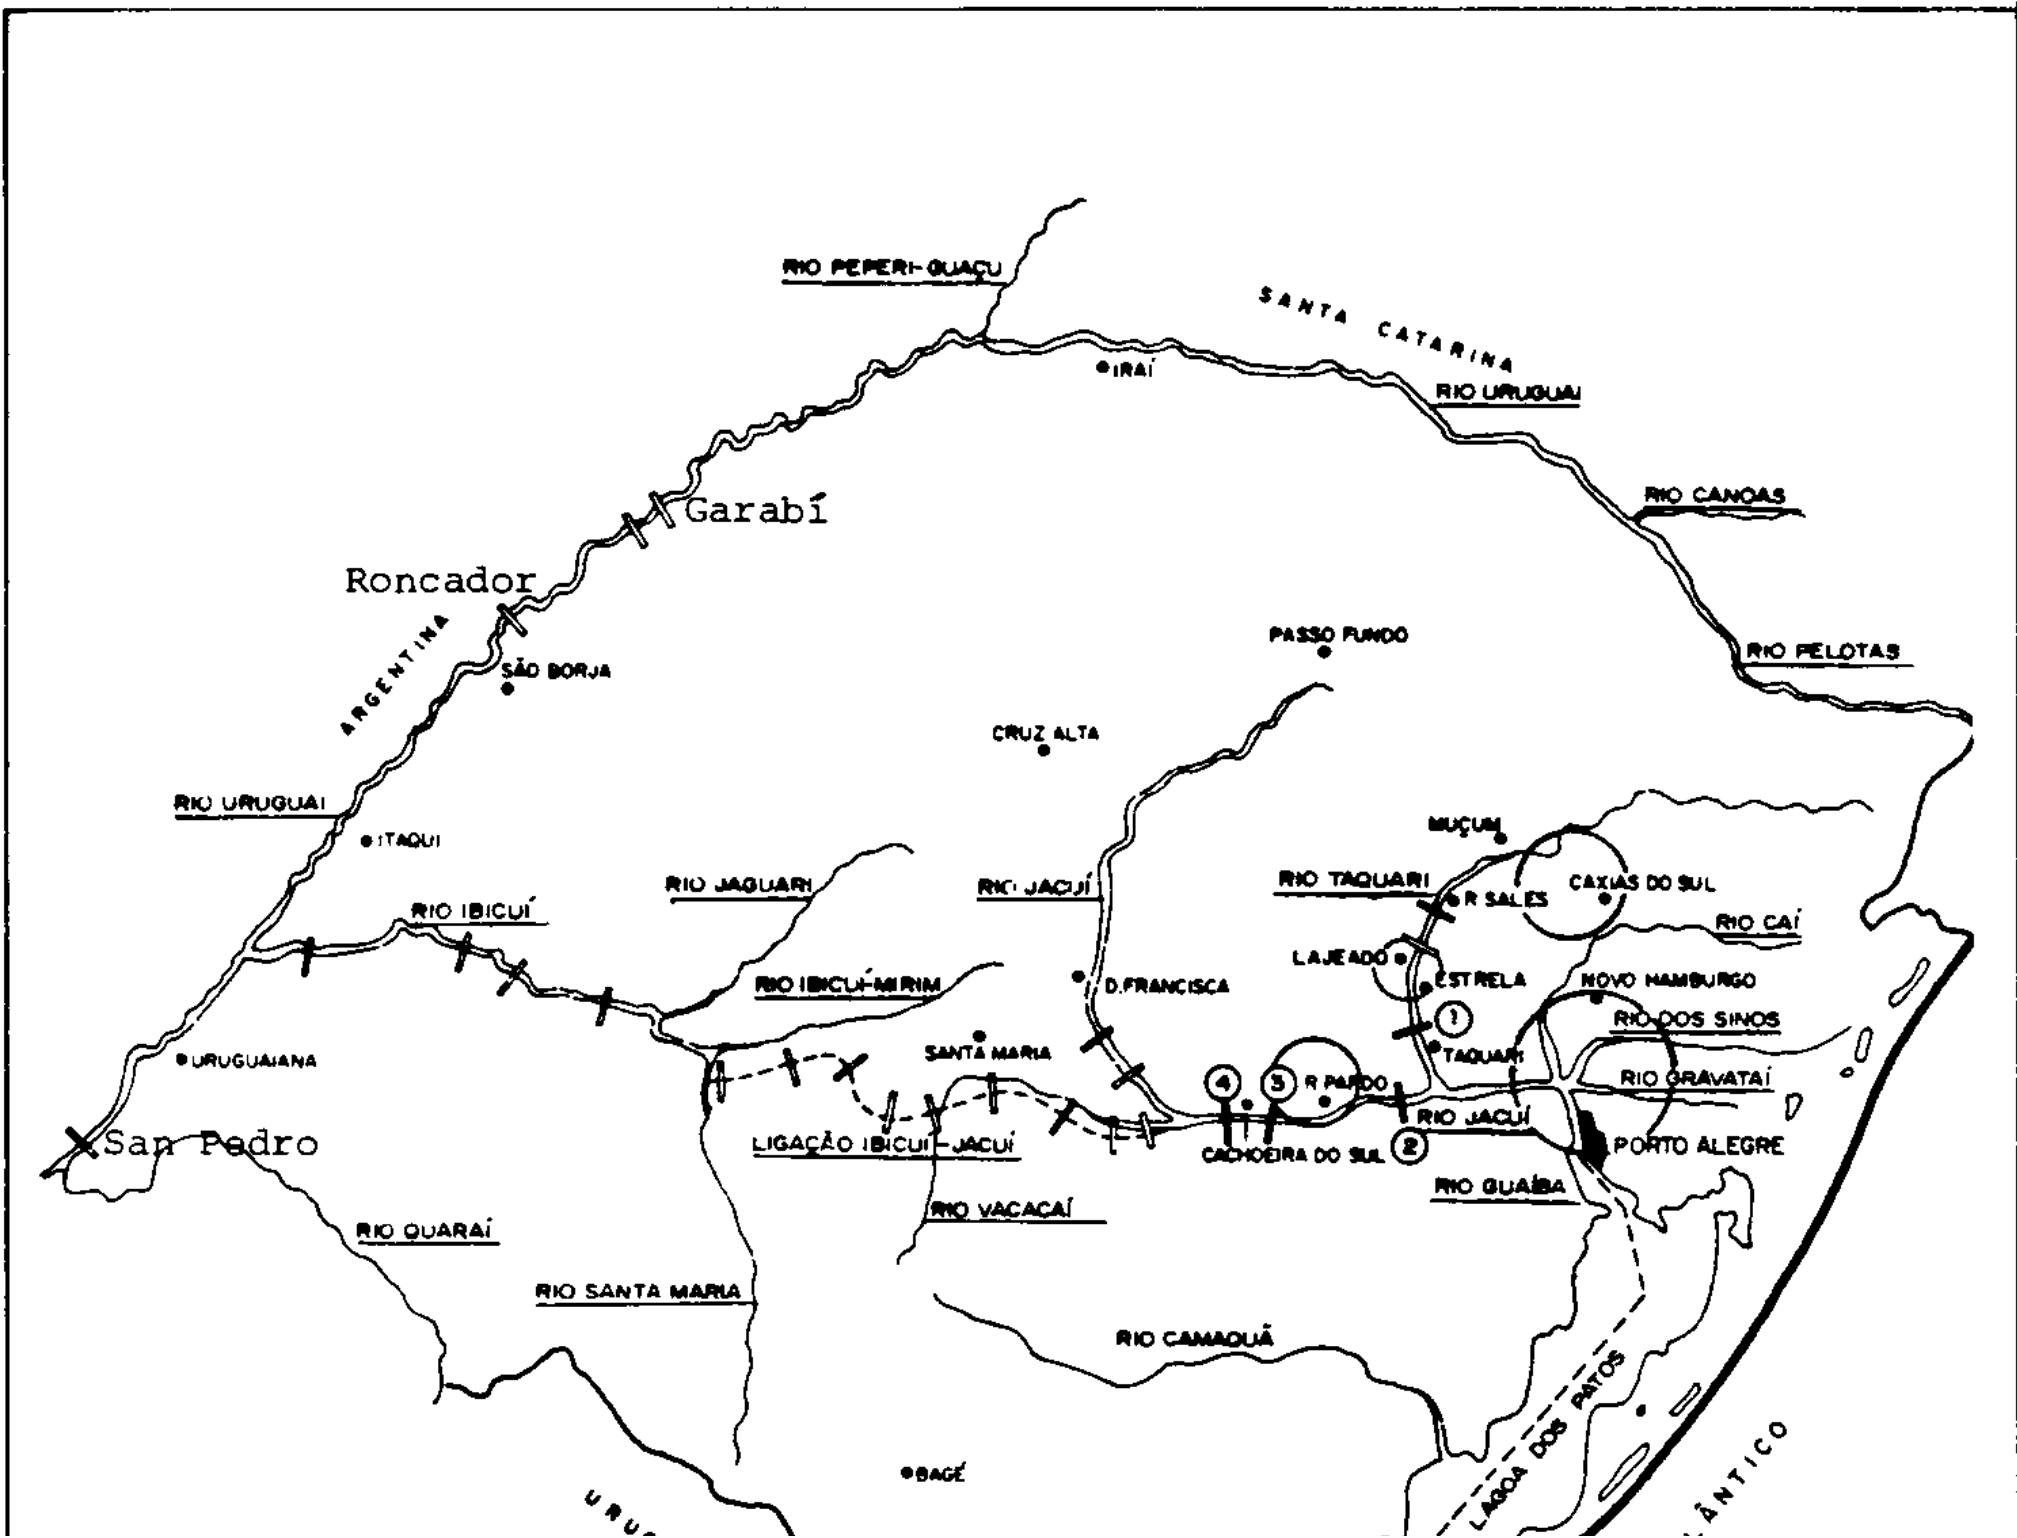 RIO PEPERI-GUAÇU
SANTA CATARINA
IRAÍ
RIO URUGUAI
RIO CANOAS
Garabí
Roncador
ARGENTINA
PASSO FUNDO
RIO PELOTAS
SÃO BORJA
CRUZ ALTA
RIO URUGUAI
ITAQUI
MUÇUM
RIO JAGUARI
RIO JACUÍ
RIO TAQUARI
CAXIAS DO SUL
R SALES
RIO IBICUÍ
RIO CAÍ
LAJEADO
RIO IBICUÍ-MIRIM
D.FRANCISCA
ESTRELA
NOVO HAMBURGO
1
RIO DOS SINOS
SANTA MARIA
URUGUAIANA
TAQUARI
4
3
R PARDO
RIO GRAVATAÍ
RIO JACUÍ
San Pedro
LIGAÇÃO IBICUI-JACUÍ
CACHOEIRA DO SUL
2
PORTO ALEGRE
RIO GUAÍBA
RIO VACACAÍ
RIO QUARAÍ
RIO SANTA MARIA
RIO CAMAQUÃ
LAGOA DOS PATOS
BAGÉ
URUG
LÂNTICO